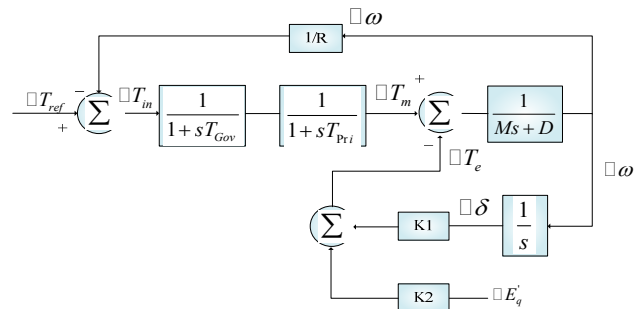 1/R
□ω
□T_ref
−
+
Σ
□T_in
1
1 + sT_Gov
1
1 + sT_Pri
□T_m
+
−
Σ
1
Ms + D
□T_e
□ω
Σ
K1
□δ
1
s
K2
□E'_q